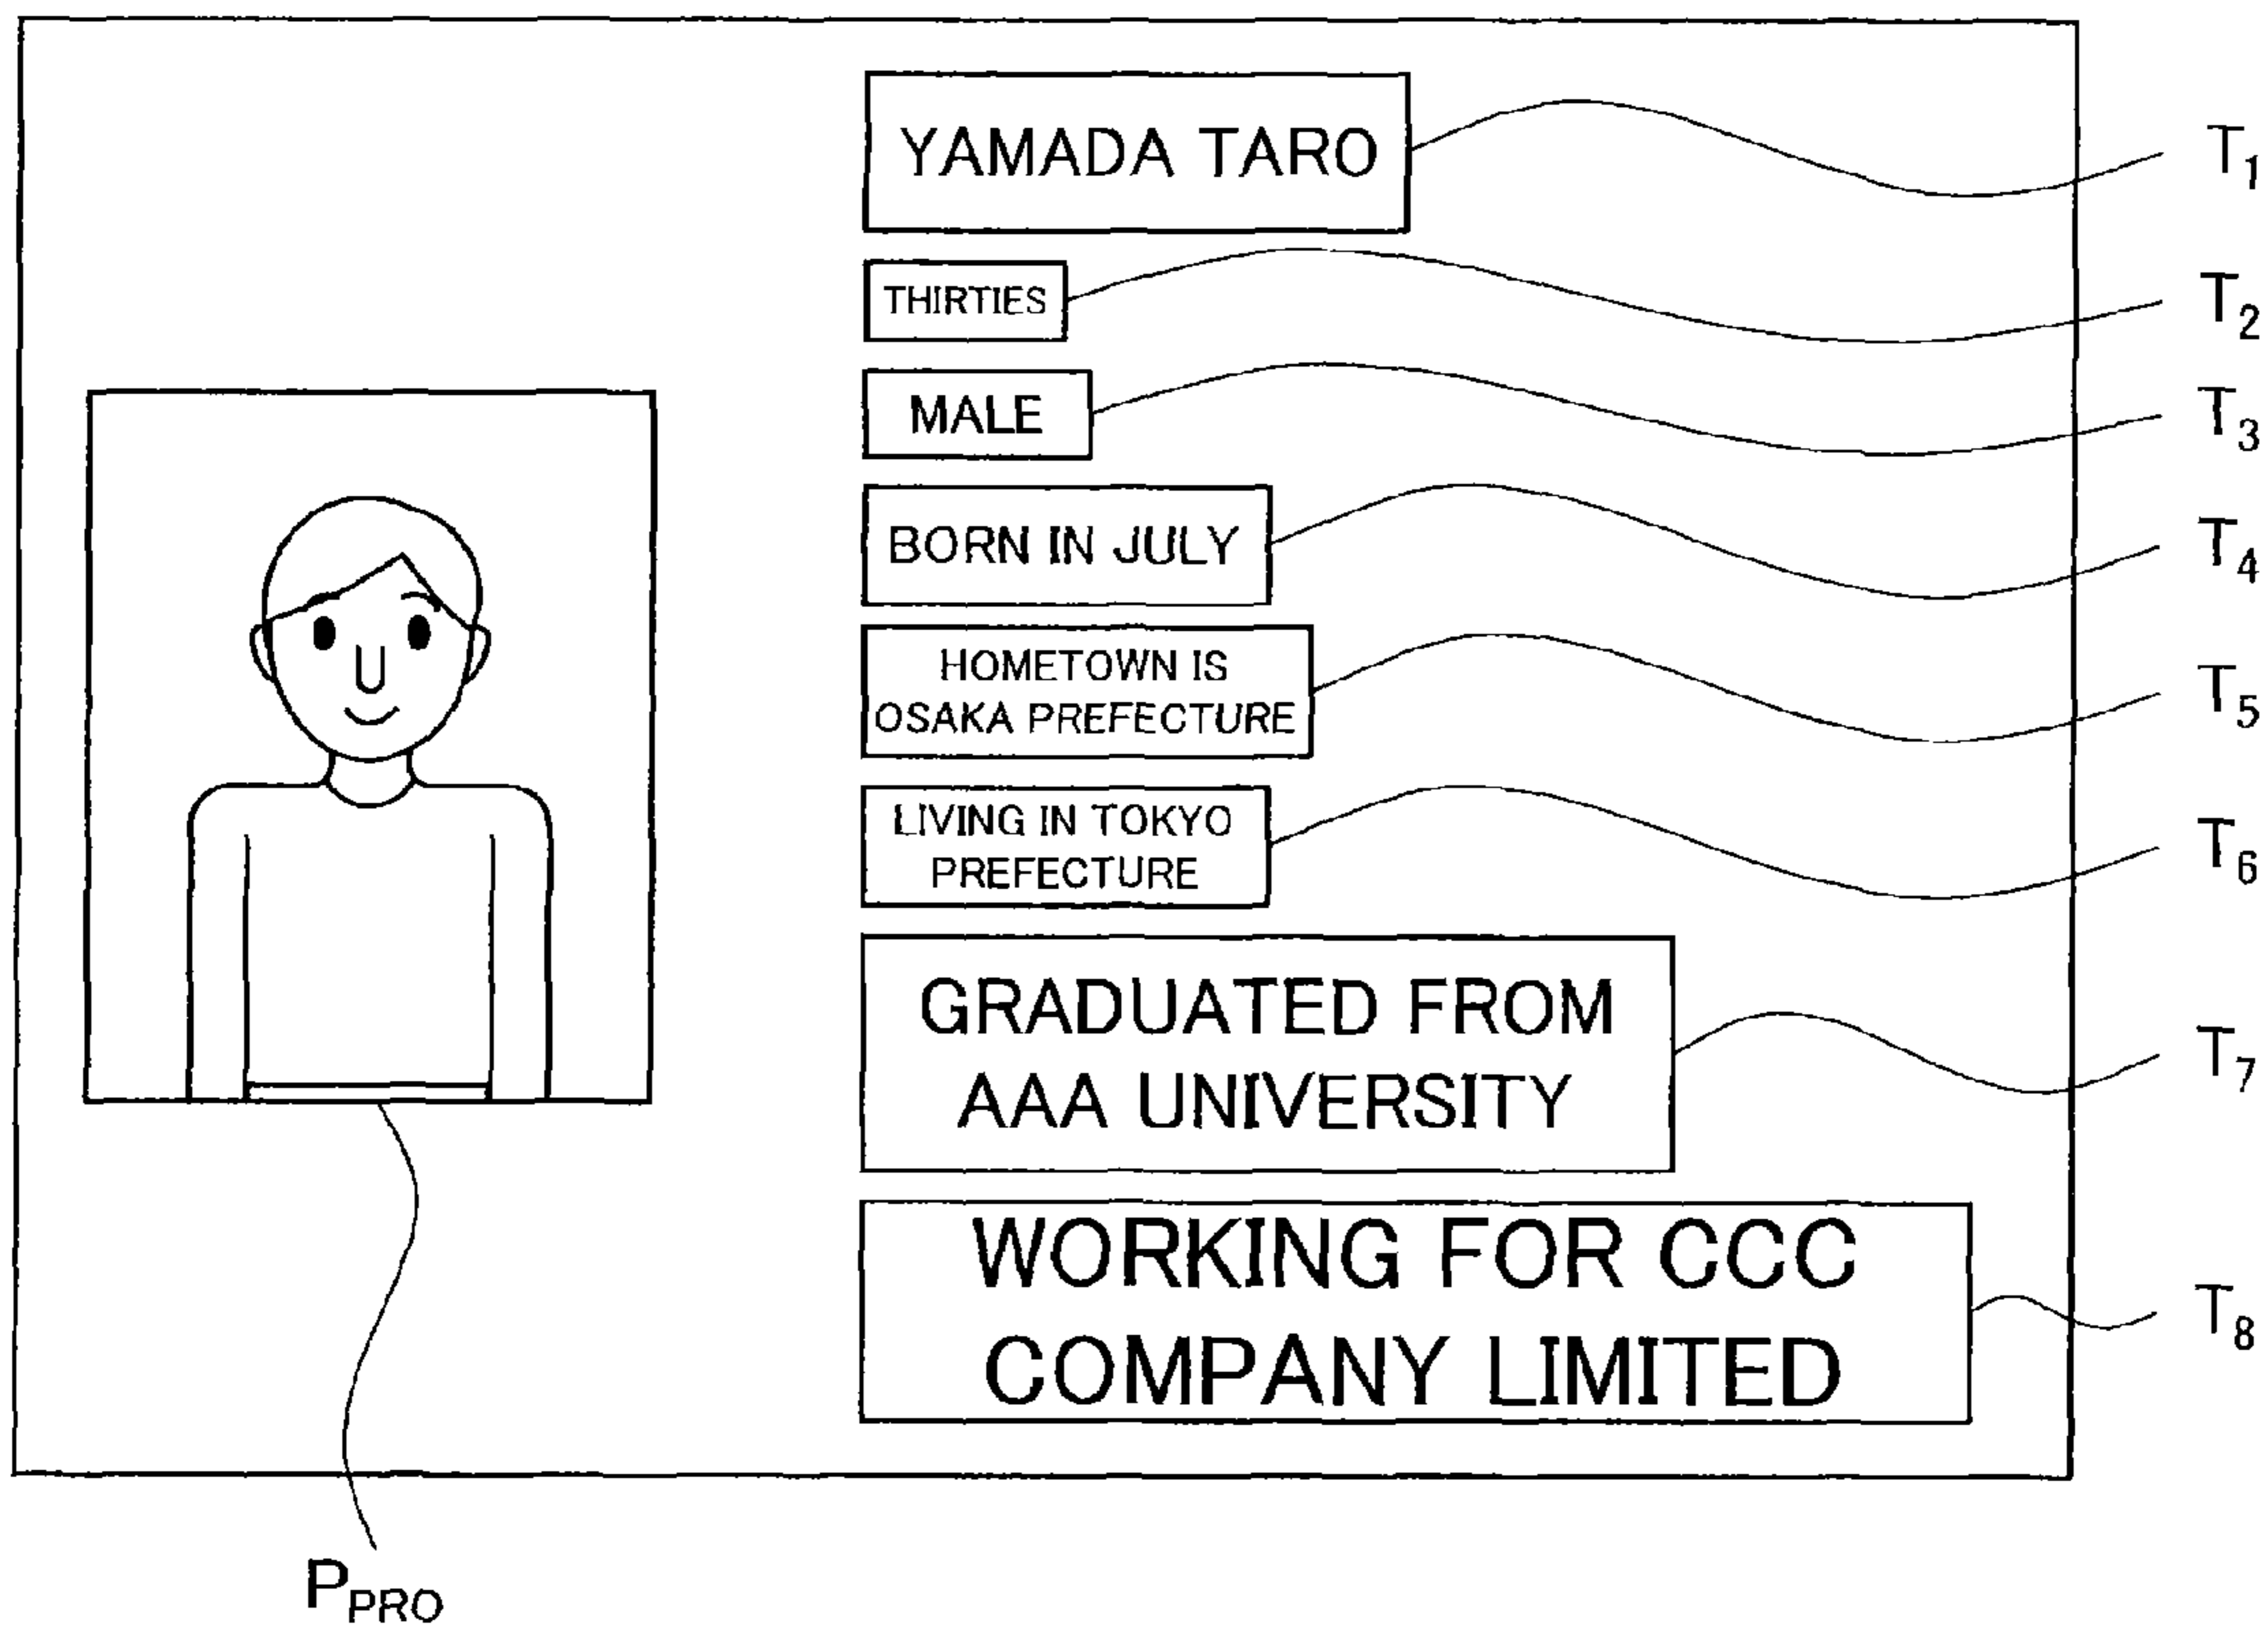 YAMADA TARO
T1
THIRTIES
T2
MALE
T3
BORN IN JULY
T4
HOMETOWN IS
OSAKA PREFECTURE
T5
LIVING IN TOKYO
PREFECTURE
T6
GRADUATED FROM
AAA UNIVERSITY
T7
WORKING FOR CCC
COMPANY LIMITED
T8
PPRO